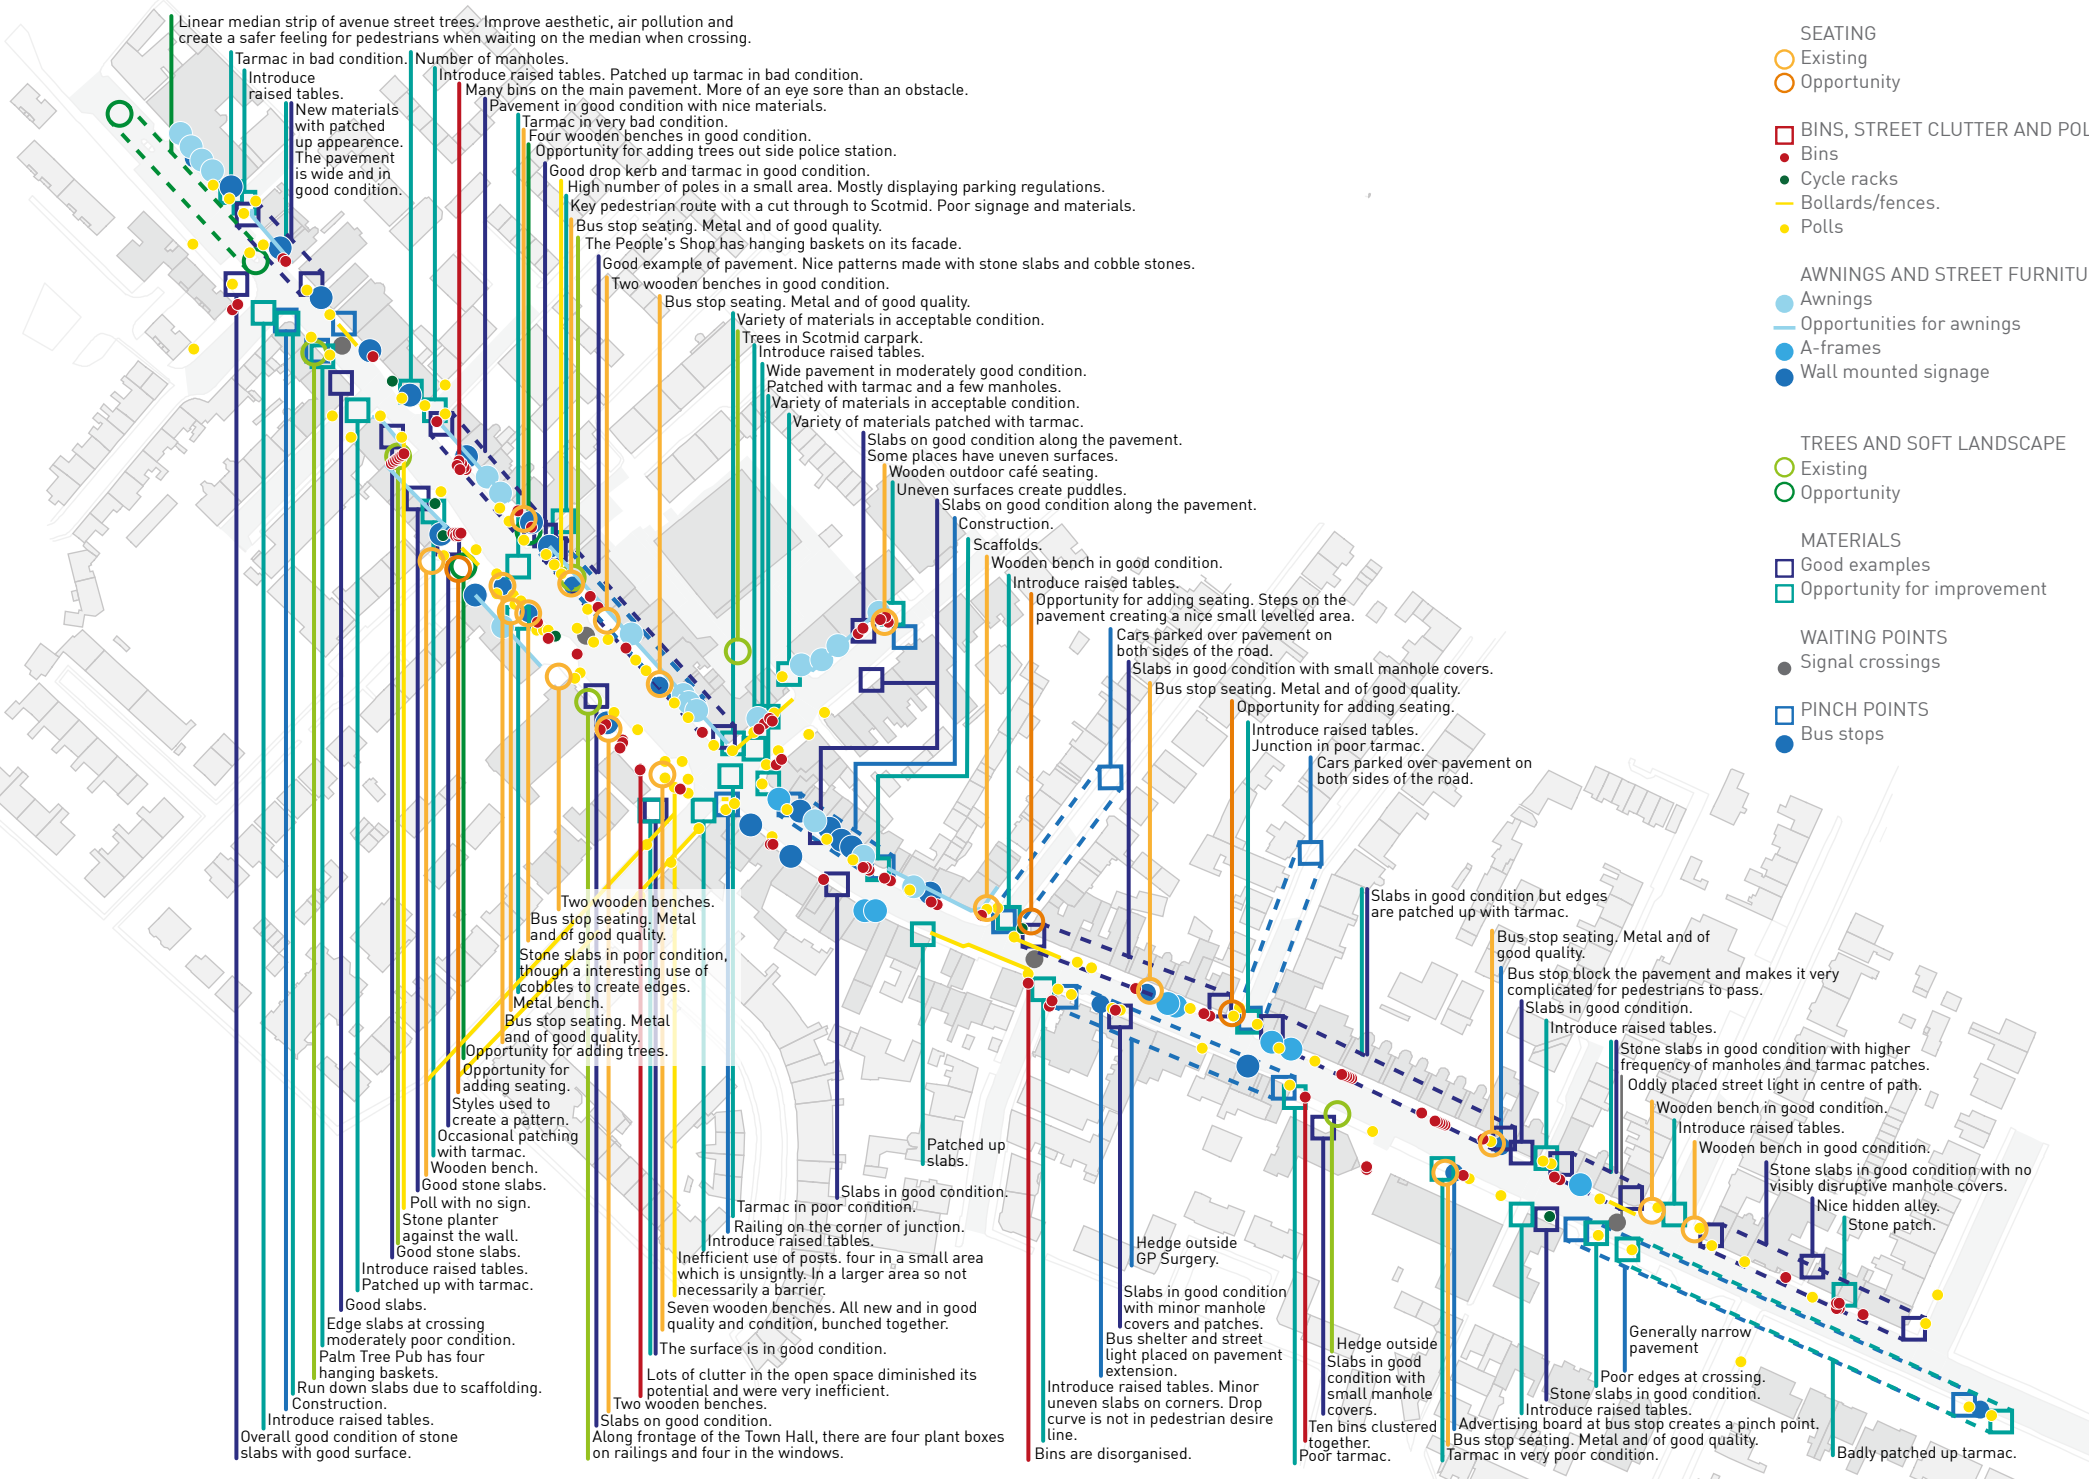 Linear median strip of avenue street trees. Improve aesthetic, air pollution and
create a safer feeling for pedestrians when waiting on the median when crossing.
Tarmac in bad condition.
Number of manholes.
Introduce
raised tables.
Introduce raised tables. Patched up tarmac in bad condition.
Many bins on the main pavement. More of an eye sore than an obstacle.
New materials
with patched
up appearence.
The pavement
is wide and in
good condition.
Pavement in good condition with nice materials.
Tarmac in very bad condition.
Four wooden benches in good condition.
Opportunity for adding trees out side police station.
Good drop kerb and tarmac in good condition.
High number of poles in a small area. Mostly displaying parking regulations.
Key pedestrian route with a cut through to Scotmid. Poor signage and materials.
Bus stop seating. Metal and of good quality.
The People's Shop has hanging baskets on its facade.
Good example of pavement. Nice patterns made with stone slabs and cobble stones.
Two wooden benches in good condition.
Bus stop seating. Metal and of good quality.
Variety of materials in acceptable condition.
Trees in Scotmid carpark.
Introduce raised tables.
Wide pavement in moderately good condition.
Patched with tarmac and a few manholes.
Variety of materials in acceptable condition.
Variety of materials patched with tarmac.
Slabs on good condition along the pavement.
Some places have uneven surfaces.
Wooden outdoor café seating.
Uneven surfaces create puddles.
Slabs on good condition along the pavement.
Construction.
Scaffolds.
Wooden bench in good condition.
Introduce raised tables.
Opportunity for adding seating. Steps on the
pavement creating a nice small levelled area.
Cars parked over pavement on
both sides of the road.
Slabs in good condition with small manhole covers.
Bus stop seating. Metal and of good quality.
Opportunity for adding seating.
Introduce raised tables.
Junction in poor tarmac.
Cars parked over pavement on
both sides of the road.
Slabs in good condition but edges
are patched up with tarmac.
Bus stop seating. Metal and of
good quality.
Bus stop block the pavement and makes it very
complicated for pedestrians to pass.
Slabs in good condition.
Introduce raised tables.
Stone slabs in good condition with higher
frequency of manholes and tarmac patches.
Oddly placed street light in centre of path.
Wooden bench in good condition.
Introduce raised tables.
Wooden bench in good condition.
Stone slabs in good condition with no
visibly disruptive manhole covers.
Nice hidden alley.
Stone patch.
SEATING
Existing
Opportunity
BINS, STREET CLUTTER AND POL
Bins
Cycle racks
Bollards/fences.
Polls
AWNINGS AND STREET FURNITU
Awnings
Opportunities for awnings
A-frames
Wall mounted signage
TREES AND SOFT LANDSCAPE
Existing
Opportunity
MATERIALS
Good examples
Opportunity for improvement
WAITING POINTS
Signal crossings
PINCH POINTS
Bus stops
Two wooden benches.
Bus stop seating. Metal
and of good quality.
Stone slabs in poor condition,
though a interesting use of
cobbles to create edges.
Metal bench.
Bus stop seating. Metal
and of good quality.
Opportunity for adding trees.
Opportunity for
adding seating.
Styles used to
create a pattern.
Occasional patching
with tarmac.
Wooden bench.
Good stone slabs.
Poll with no sign.
Stone planter
against the wall.
Good stone slabs.
Introduce raised tables.
Patched up with tarmac.
Good slabs.
Edge slabs at crossing
moderately poor condition.
Palm Tree Pub has four
hanging baskets.
Run down slabs due to scaffolding.
Construction.
Introduce raised tables.
Overall good condition of stone
slabs with good surface.
Patched up
slabs.
Slabs in good condition.
Tarmac in poor condition.
Railing on the corner of junction.
Introduce raised tables.
Inefficient use of posts. four in a small area
which is unsigntly. In a larger area so not
necessarily a barrier.
Seven wooden benches. All new and in good
quality and condition, bunched together.
The surface is in good condition.
Lots of clutter in the open space diminished its
potential and were very inefficient.
Two wooden benches.
Slabs on good condition.
Along frontage of the Town Hall, there are four plant boxes
on railings and four in the windows.
Hedge outside
GP Surgery.
Slabs in good condition
with minor manhole
covers and patches.
Bus shelter and street
light placed on pavement
extension.
Introduce raised tables. Minor
uneven slabs on corners. Drop
curve is not in pedestrian desire
line.
Bins are disorganised.
Hedge outside
Slabs in good
condition with
small manhole
covers.
Ten bins clustered
together.
Poor tarmac.
Generally narrow
pavement
Poor edges at crossing.
Stone slabs in good condition.
Introduce raised tables.
Advertising board at bus stop creates a pinch point.
Bus stop seating. Metal and of good quality.
Tarmac in very poor condition.
Badly patched up tarmac.